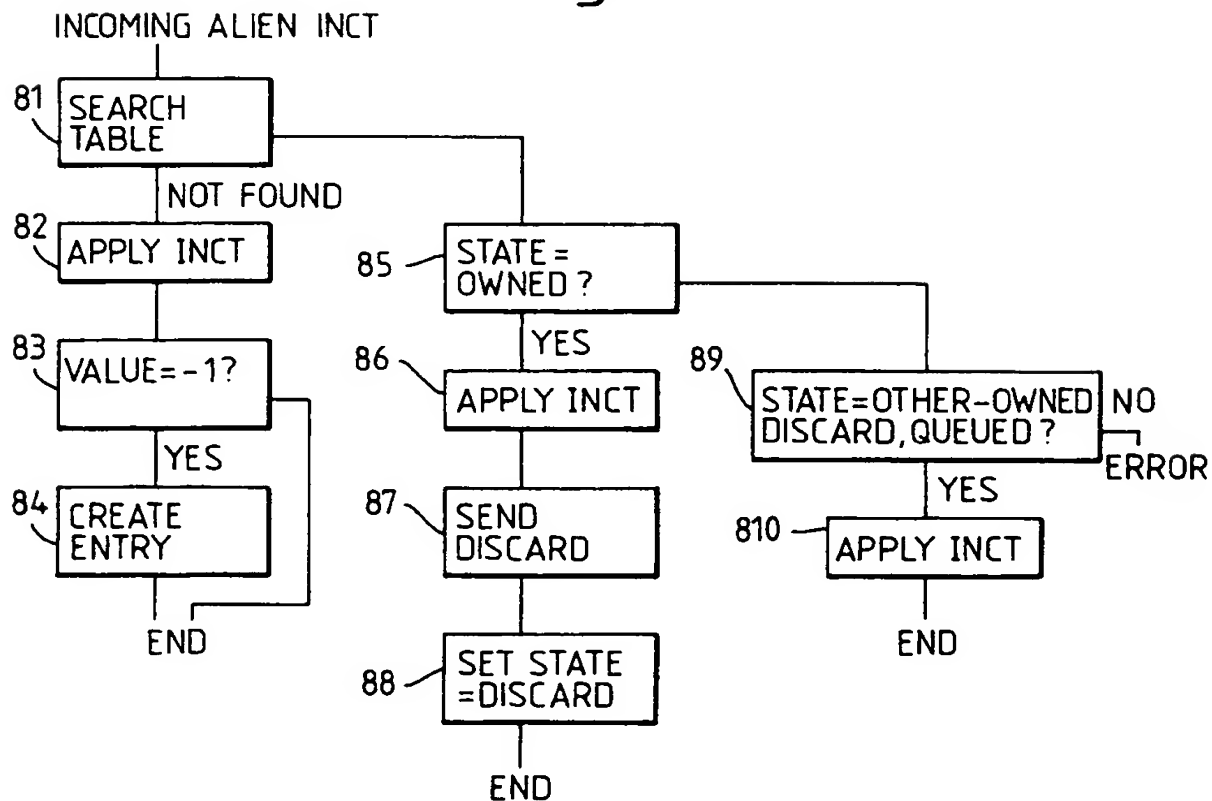 INCOMING ALIEN INCT
81
SEARCH
TABLE
NOT FOUND
82
APPLY INCT
83
VALUE=-1?
YES
84
CREATE
ENTRY
END
85
STATE=
OWNED?
YES
86
APPLY INCT
87
SEND
DISCARD
88
SET STATE
=DISCARD
END
89
STATE=OTHER-OWNED
DISCARD, QUEUED?
NO
ERROR
YES
810
APPLY INCT
END